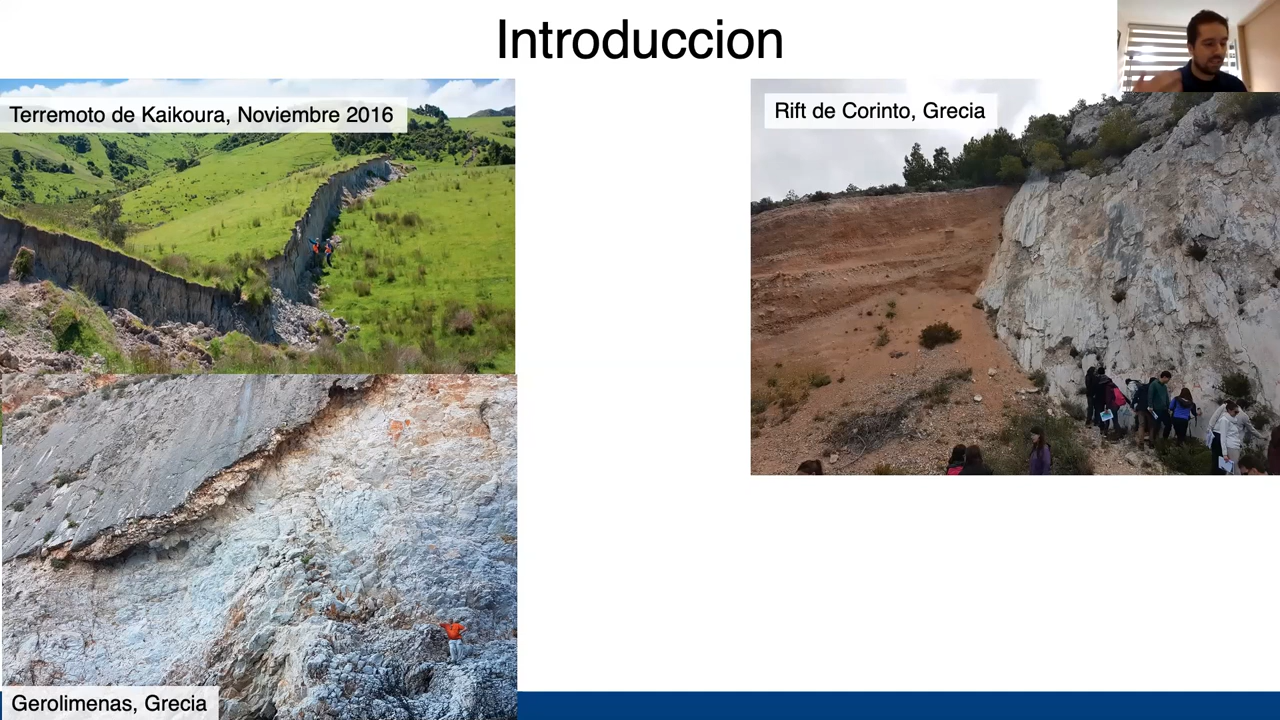 Introduccion
Terremoto de Kaikoura, Noviembre 2016
Rift de Corinto, Grecia
Gerolimenas, Grecia